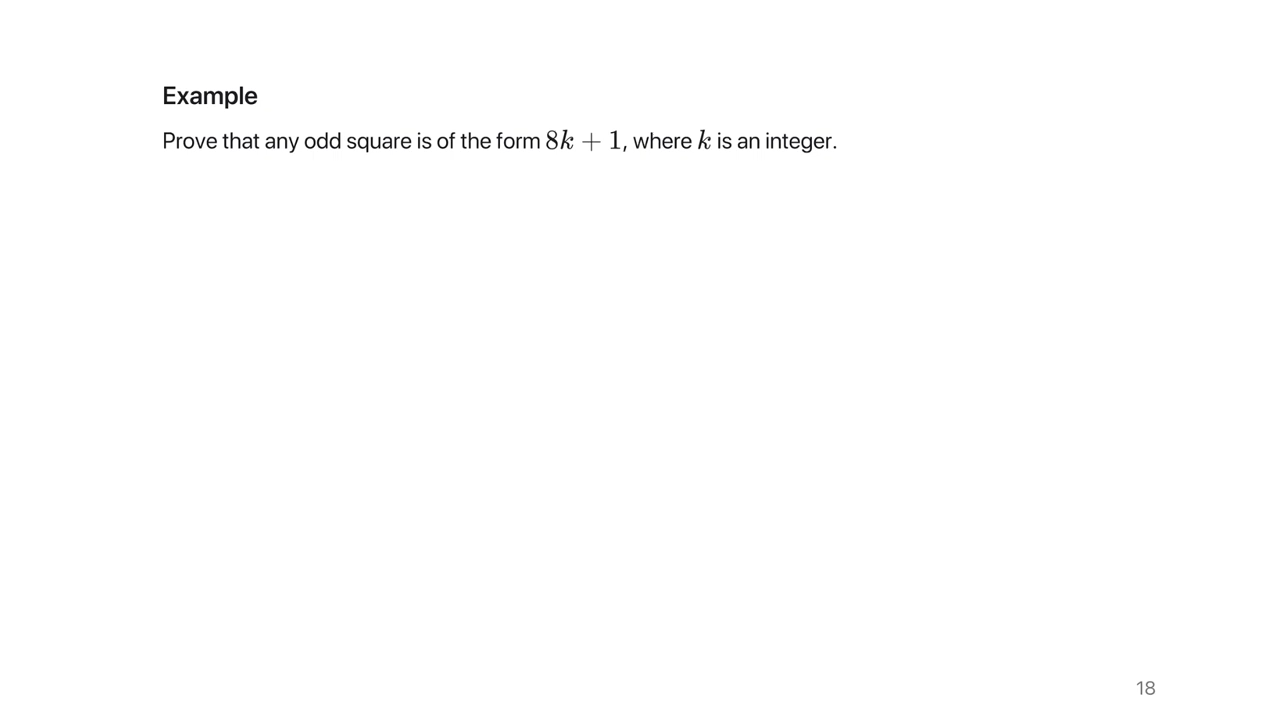 Example
Prove that any odd square is of the form 8k + 1, where k is an integer.
18